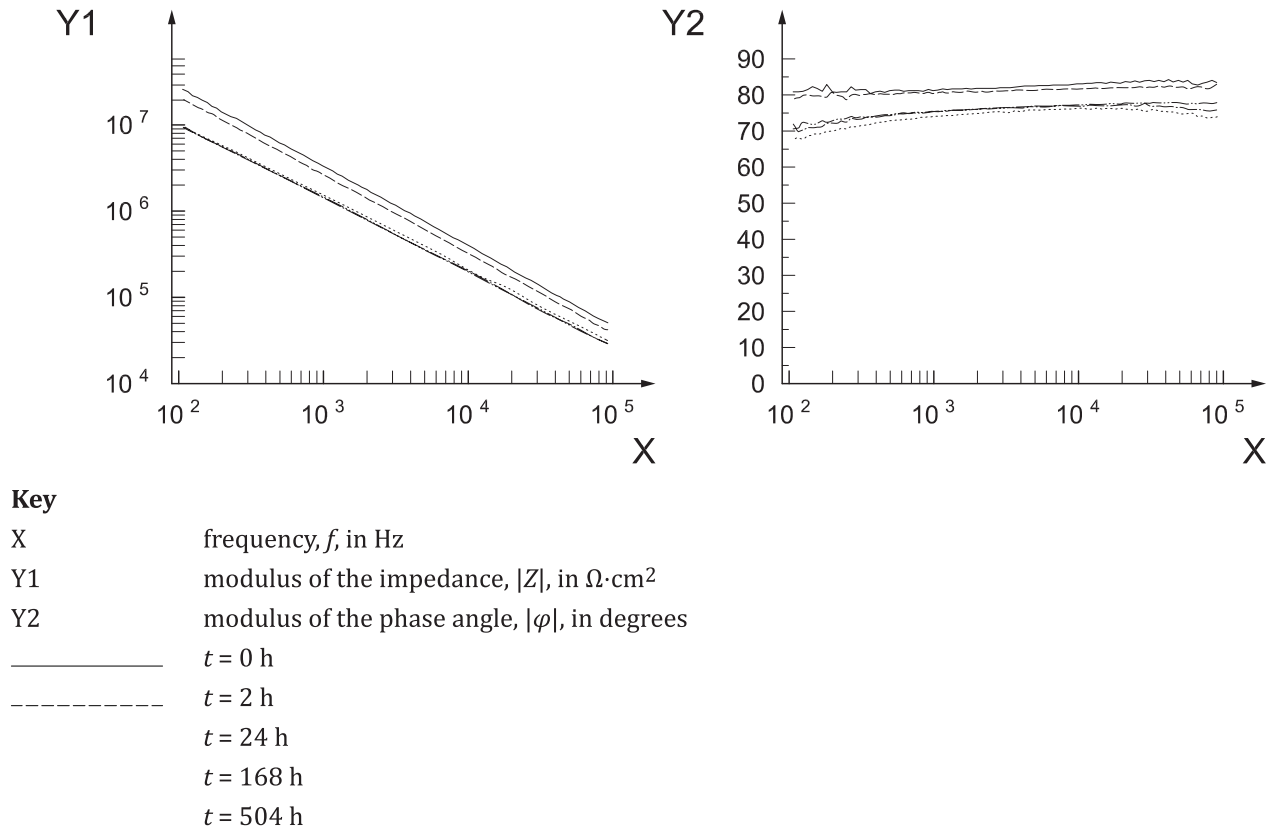 Y1
10 7
10 6
10 5
10 4
10 2
10 3
10 4
10 5
X
Y2
90
80
70
60
50
40
30
20
10
0
10 2
10 3
10 4
10 5
X
Key
X frequency, f, in Hz
Y1 modulus of the impedance, |Z|, in Ω·cm2
Y2 modulus of the phase angle, |φ|, in degrees
t = 0 h
t = 2 h
t = 24 h
t = 168 h
t = 504 h